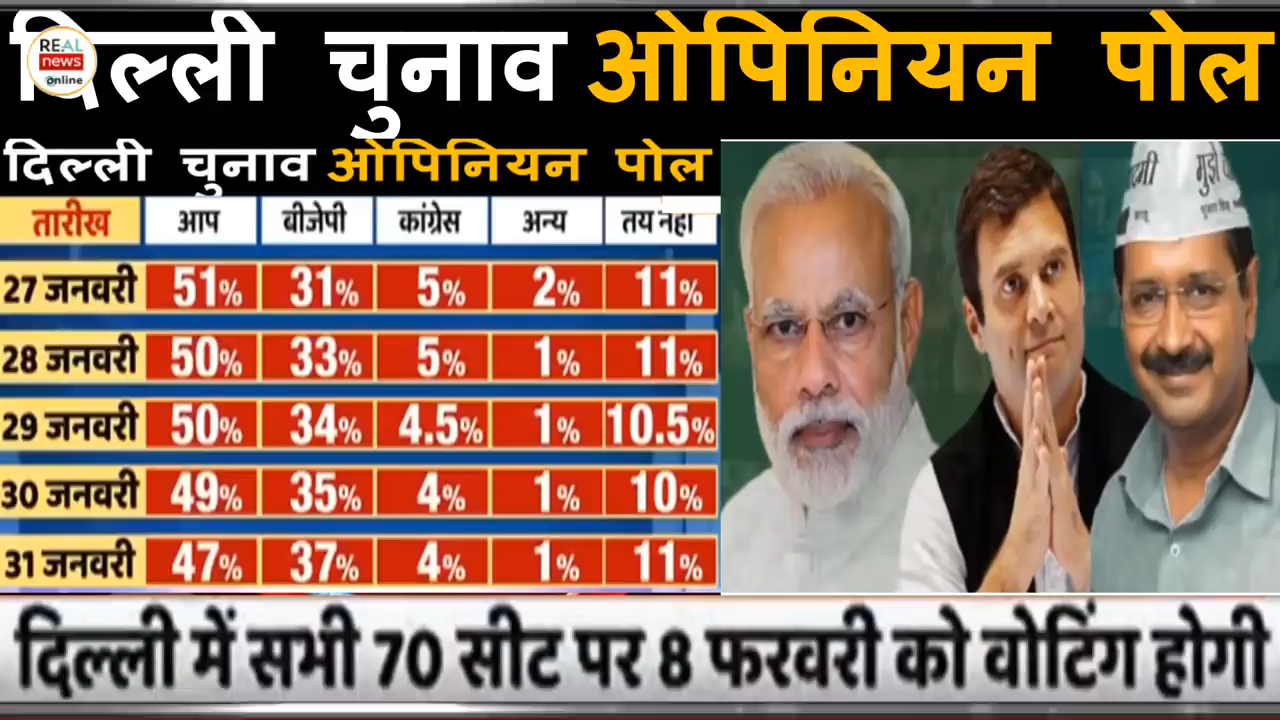 REAL
news
online
दिल्ली चुनाव ओपिनियन पोल
दिल्ली चुनाव ओपिनियन पोल
तारीख आप बीजेपी कांग्रेस अन्य तय नहीं
27 जनवरी 51% 31% 5% 2% 11%
28 जनवरी 50% 33% 5% 1% 11%
29 जनवरी 50% 34% 4.5% 1% 10.5%
30 जनवरी 49% 35% 4% 1% 10%
31 जनवरी 47% 37% 4% 1% 11%
मुझे
दिल्ली में सभी 70 सीट पर 8 फरवरी को वोटिंग होगी